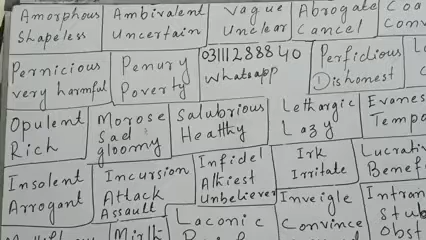 Amorphous
Shapeless
Ambivalent
Uncertain
Vague
Unclear
Abrogate
Cancel
Pernicious
very harmful
Penury
Poverty
03111288840
Whatsapp
Perfidious
Dishonest
Opulent
Rich
Morose
Sad
gloomy
Salubrious
Healthy
Lethargic
Lazy
Insolent
Arrogant
Incursion
Attack
Assault
Infidel
Athiest
Unbeliever
Irk
Irritate
Inveigle
Convince
Laconic